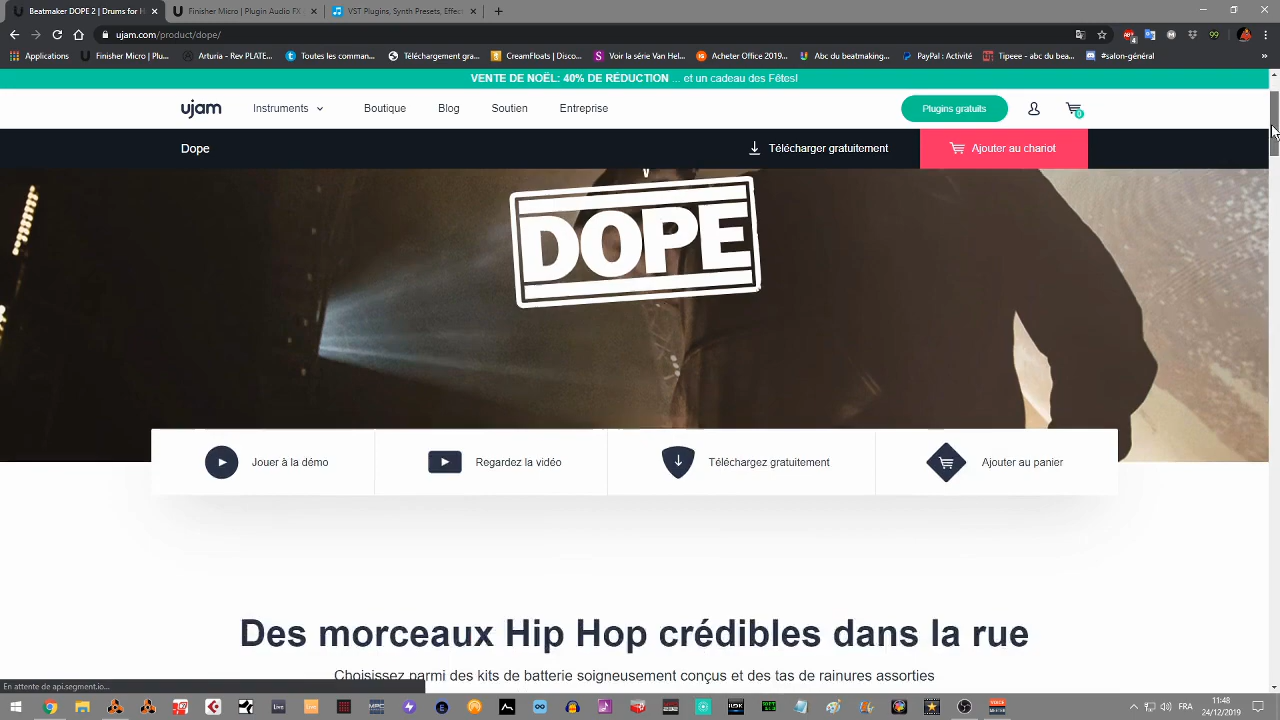 Beatmaker DOPE 2 | Drums for H
Finisher Micro | Plugin Audio FX
VST Plugins, Synth Presets, Effec
ujam.com/product/dope/
Applications
Finisher Micro | Plu...
Arturia - Rev PLATE...
Toutes les comman...
Téléchargement gra...
CreamFloats | Disco...
Voir la série Van Hel...
Acheter Office 2019...
Abc du beatmaking...
PayPal : Activité
Tipeee - abc du bea...
#salon-général
VENTE DE NOËL: 40% DE RÉDUCTION ... et un cadeau des Fêtes!
ujam
Instruments
Boutique
Blog
Soutien
Entreprise
Plugins gratuits
0
Dope
Télécharger gratuitement
Ajouter au chariot
DOPE
Jouer à la démo
Regardez la vidéo
Téléchargez gratuitement
Ajouter au panier
Des morceaux Hip Hop crédibles dans la rue
Choisissez parmi des kits de batterie soigneusement conçus et des tas de rainures assorties
En attente de api.segment.io...
FRA
11:48
24/12/2019